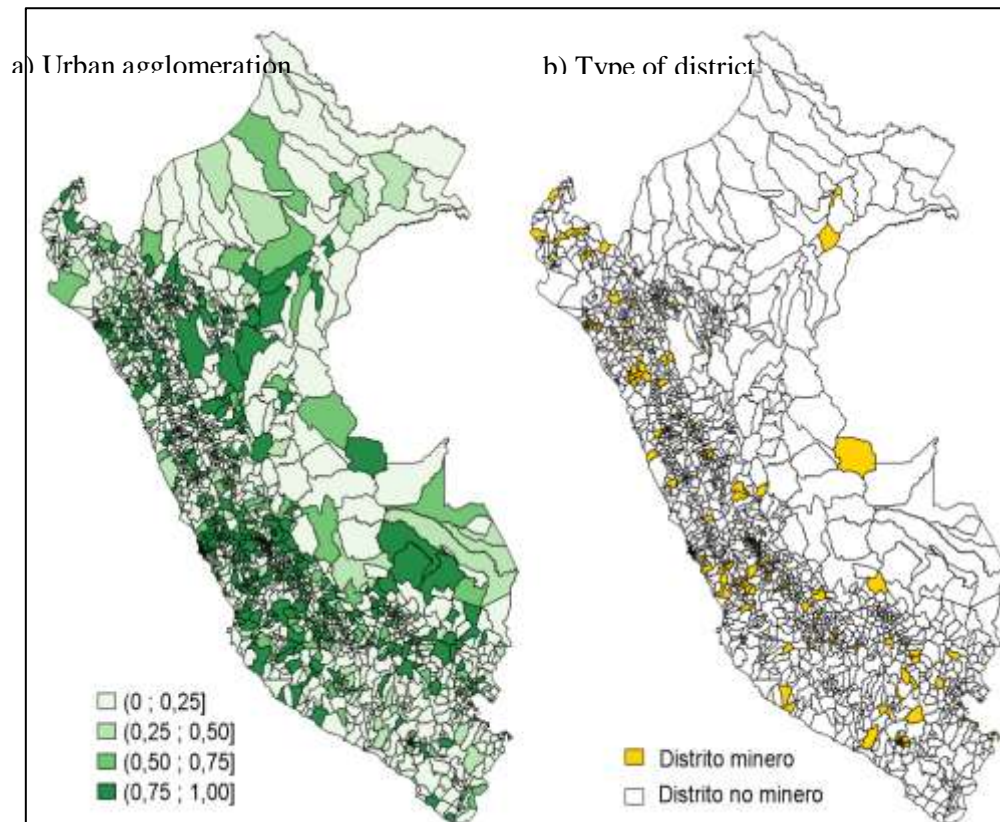 a) Urban agglomeration
b) Type of district
(0 ; 0,25]
(0,25 ; 0,50]
(0,50 ; 0,75]
(0,75 ; 1,00]
Distrito minero
Distrito no minero